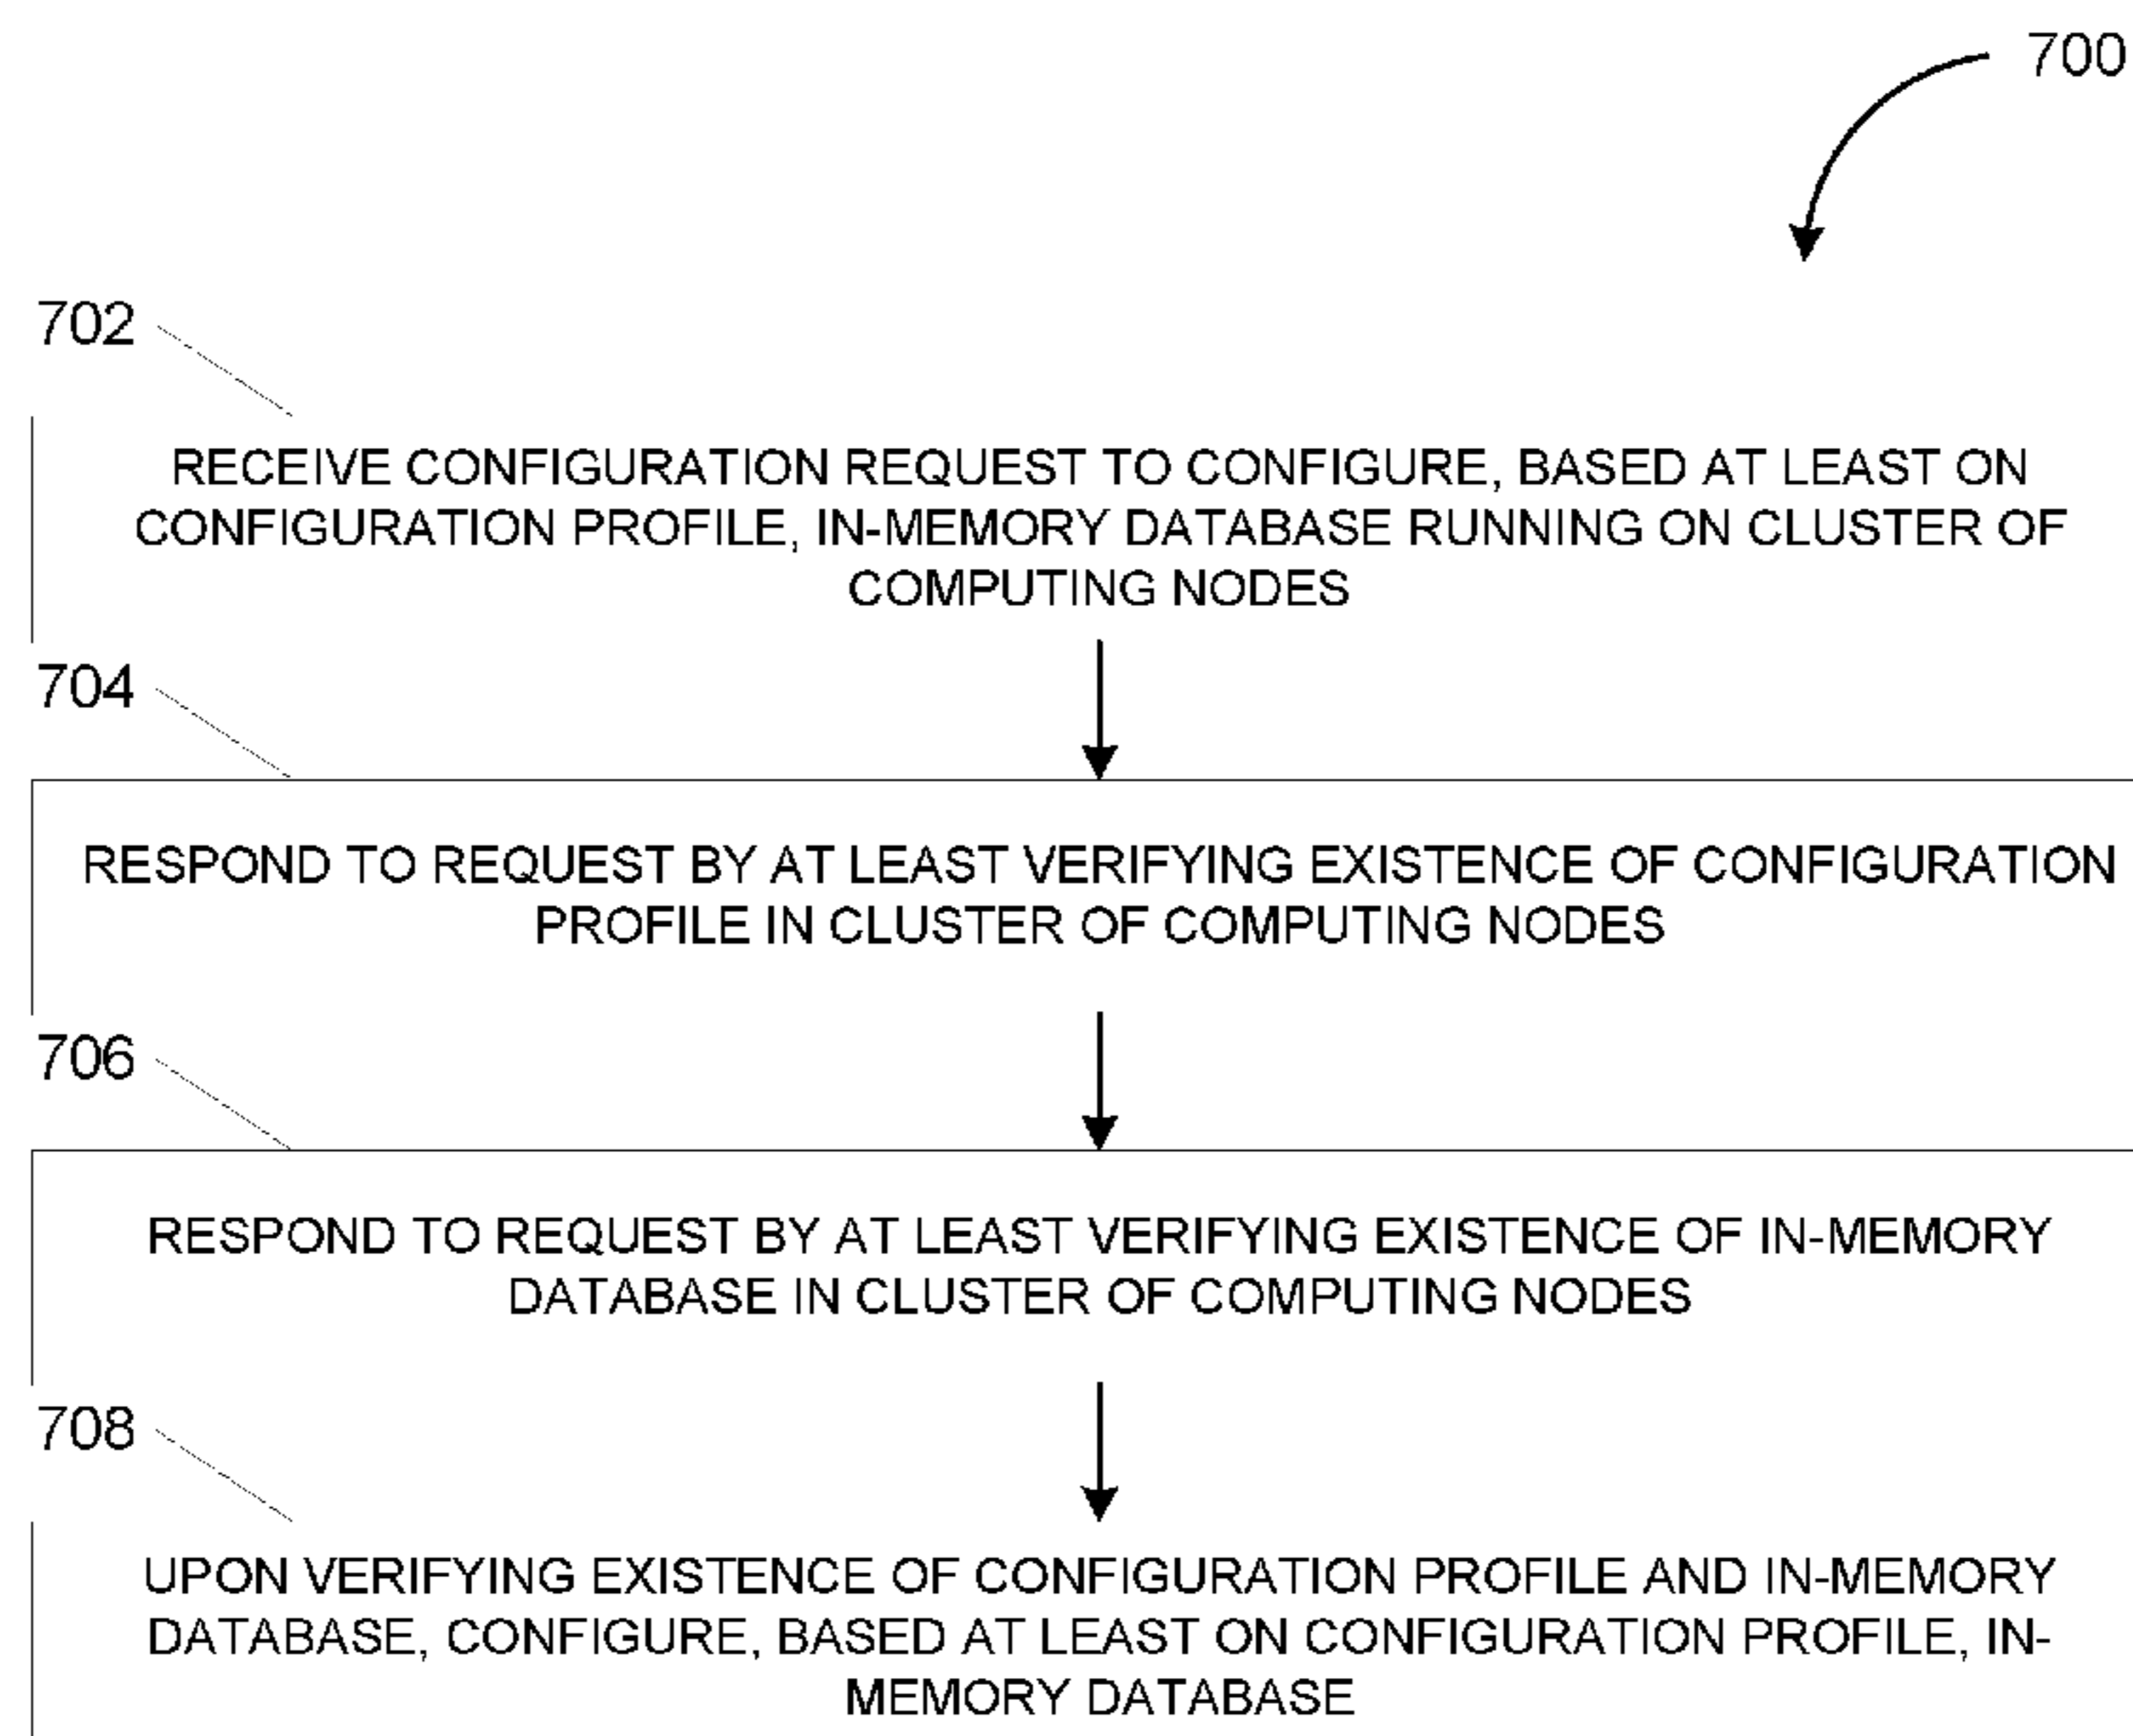 700
702
RECEIVE CONFIGURATION REQUEST TO CONFIGURE, BASED AT LEAST ON
CONFIGURATION PROFILE, IN-MEMORY DATABASE RUNNING ON CLUSTER OF
COMPUTING NODES
704
RESPOND TO REQUEST BY AT LEAST VERIFYING EXISTENCE OF CONFIGURATION
PROFILE IN CLUSTER OF COMPUTING NODES
706
RESPOND TO REQUEST BY AT LEAST VERIFYING EXISTENCE OF IN-MEMORY
DATABASE IN CLUSTER OF COMPUTING NODES
708
UPON VERIFYING EXISTENCE OF CONFIGURATION PROFILE AND IN-MEMORY
DATABASE, CONFIGURE, BASED AT LEAST ON CONFIGURATION PROFILE, IN-
MEMORY DATABASE